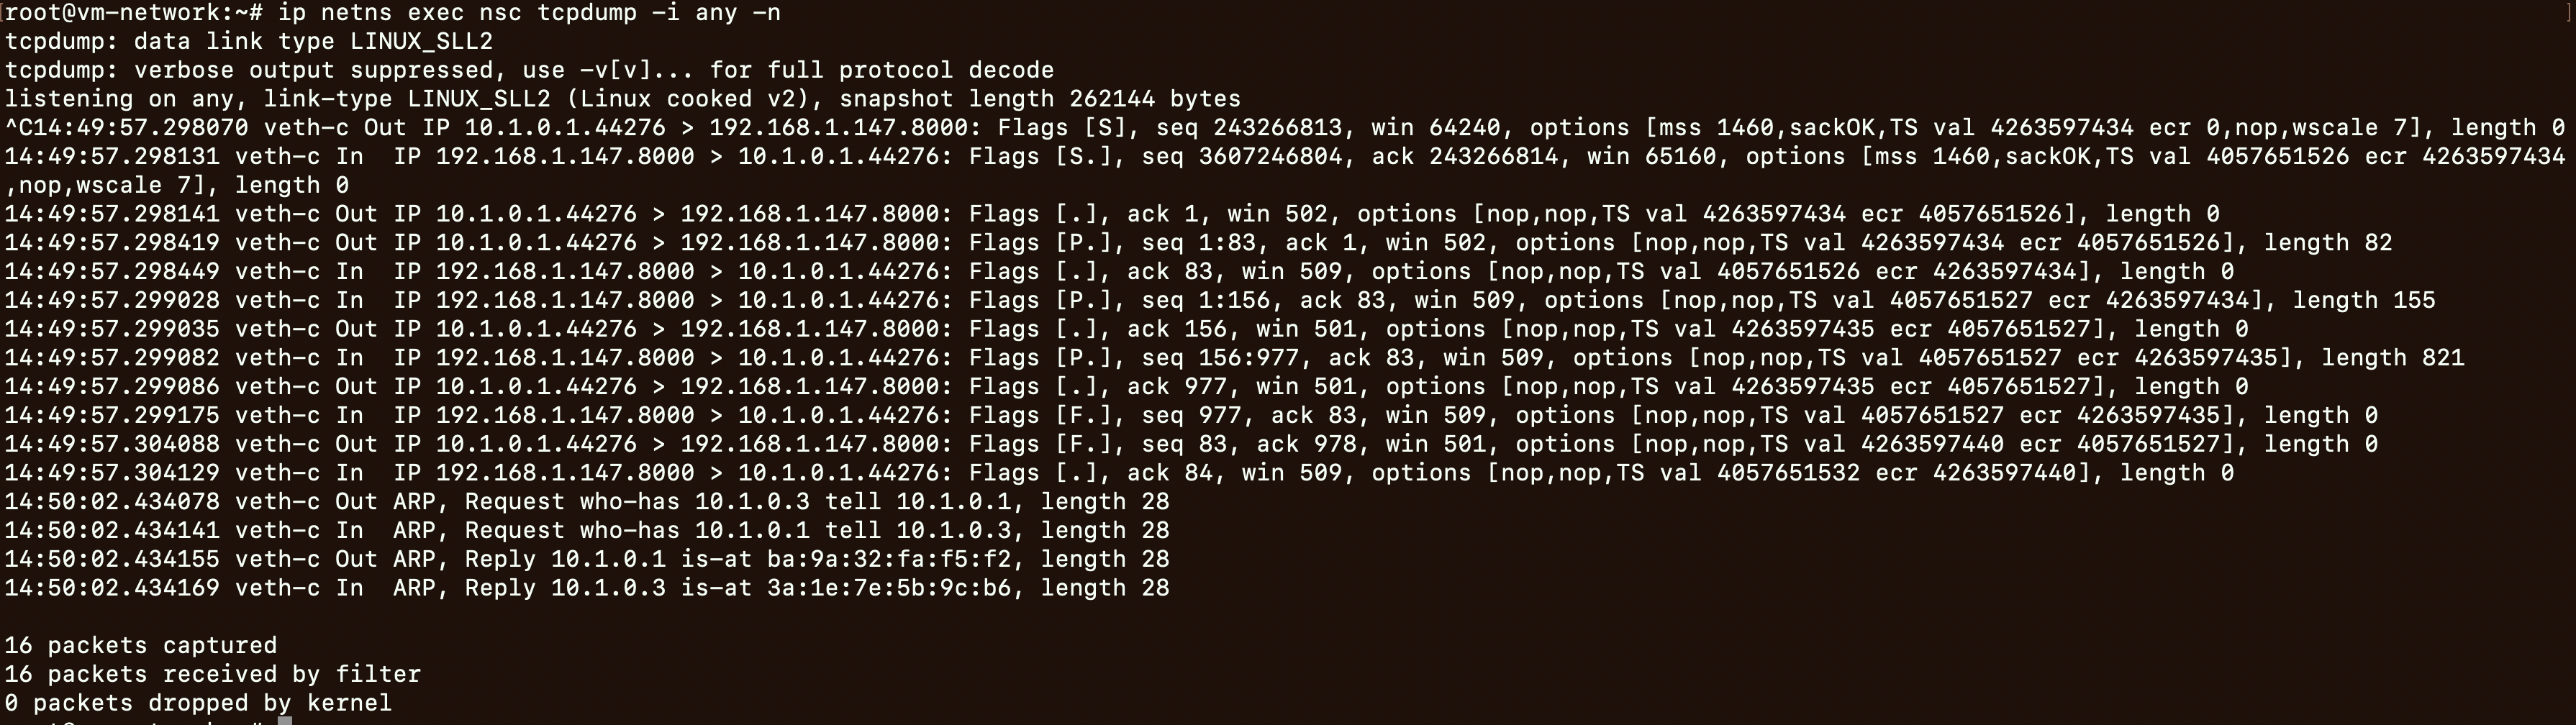 [root@vm-network:~# ip netns exec nsc tcpdump -i any -n ]
tcpdump: data link type LINUX_SLL2
tcpdump: verbose output suppressed, use -v[v]... for full protocol decode
listening on any, link-type LINUX_SLL2 (Linux cooked v2), snapshot length 262144 bytes
^C14:49:57.298070 veth-c Out IP 10.1.0.1.44276 > 192.168.1.147.8000: Flags [S], seq 243266813, win 64240, options [mss 1460,sackOK,TS val 4263597434 ecr 0,nop,wscale 7], length 0
14:49:57.298131 veth-c In  IP 192.168.1.147.8000 > 10.1.0.1.44276: Flags [S.], seq 3607246804, ack 243266814, win 65160, options [mss 1460,sackOK,TS val 4057651526 ecr 4263597434
,nop,wscale 7], length 0
14:49:57.298141 veth-c Out IP 10.1.0.1.44276 > 192.168.1.147.8000: Flags [.], ack 1, win 502, options [nop,nop,TS val 4263597434 ecr 4057651526], length 0
14:49:57.298419 veth-c Out IP 10.1.0.1.44276 > 192.168.1.147.8000: Flags [P.], seq 1:83, ack 1, win 502, options [nop,nop,TS val 4263597434 ecr 4057651526], length 82
14:49:57.298449 veth-c In  IP 192.168.1.147.8000 > 10.1.0.1.44276: Flags [.], ack 83, win 509, options [nop,nop,TS val 4057651526 ecr 4263597434], length 0
14:49:57.299028 veth-c In  IP 192.168.1.147.8000 > 10.1.0.1.44276: Flags [P.], seq 1:156, ack 83, win 509, options [nop,nop,TS val 4057651527 ecr 4263597434], length 155
14:49:57.299035 veth-c Out IP 10.1.0.1.44276 > 192.168.1.147.8000: Flags [.], ack 156, win 501, options [nop,nop,TS val 4263597435 ecr 4057651527], length 0
14:49:57.299082 veth-c In  IP 192.168.1.147.8000 > 10.1.0.1.44276: Flags [P.], seq 156:977, ack 83, win 509, options [nop,nop,TS val 4057651527 ecr 4263597435], length 821
14:49:57.299086 veth-c Out IP 10.1.0.1.44276 > 192.168.1.147.8000: Flags [.], ack 977, win 501, options [nop,nop,TS val 4263597435 ecr 4057651527], length 0
14:49:57.299175 veth-c In  IP 192.168.1.147.8000 > 10.1.0.1.44276: Flags [F.], seq 977, ack 83, win 509, options [nop,nop,TS val 4057651527 ecr 4263597435], length 0
14:49:57.304088 veth-c Out IP 10.1.0.1.44276 > 192.168.1.147.8000: Flags [F.], seq 83, ack 978, win 501, options [nop,nop,TS val 4263597440 ecr 4057651527], length 0
14:49:57.304129 veth-c In  IP 192.168.1.147.8000 > 10.1.0.1.44276: Flags [.], ack 84, win 509, options [nop,nop,TS val 4057651532 ecr 4263597440], length 0
14:50:02.434078 veth-c Out ARP, Request who-has 10.1.0.3 tell 10.1.0.1, length 28
14:50:02.434141 veth-c In  ARP, Request who-has 10.1.0.1 tell 10.1.0.3, length 28
14:50:02.434155 veth-c Out ARP, Reply 10.1.0.1 is-at ba:9a:32:fa:f5:f2, length 28
14:50:02.434169 veth-c In  ARP, Reply 10.1.0.3 is-at 3a:1e:7e:5b:9c:b6, length 28
16 packets captured
16 packets received by filter
0 packets dropped by kernel